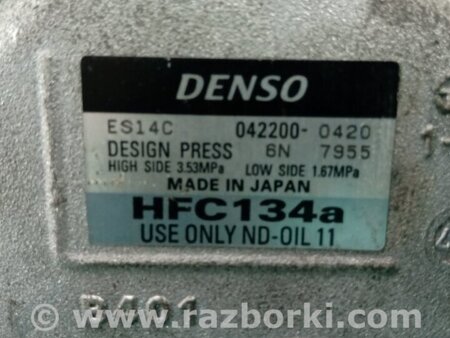 DENSO
ES14C 042200-0420
DESIGN PRESS 6N 7955
HIGH SIDE 3.53MPa LOW SIDE 1.67MPa
MADE IN JAPAN
HFC134a
USE ONLY ND-OIL 11
B401
www.razborki.com